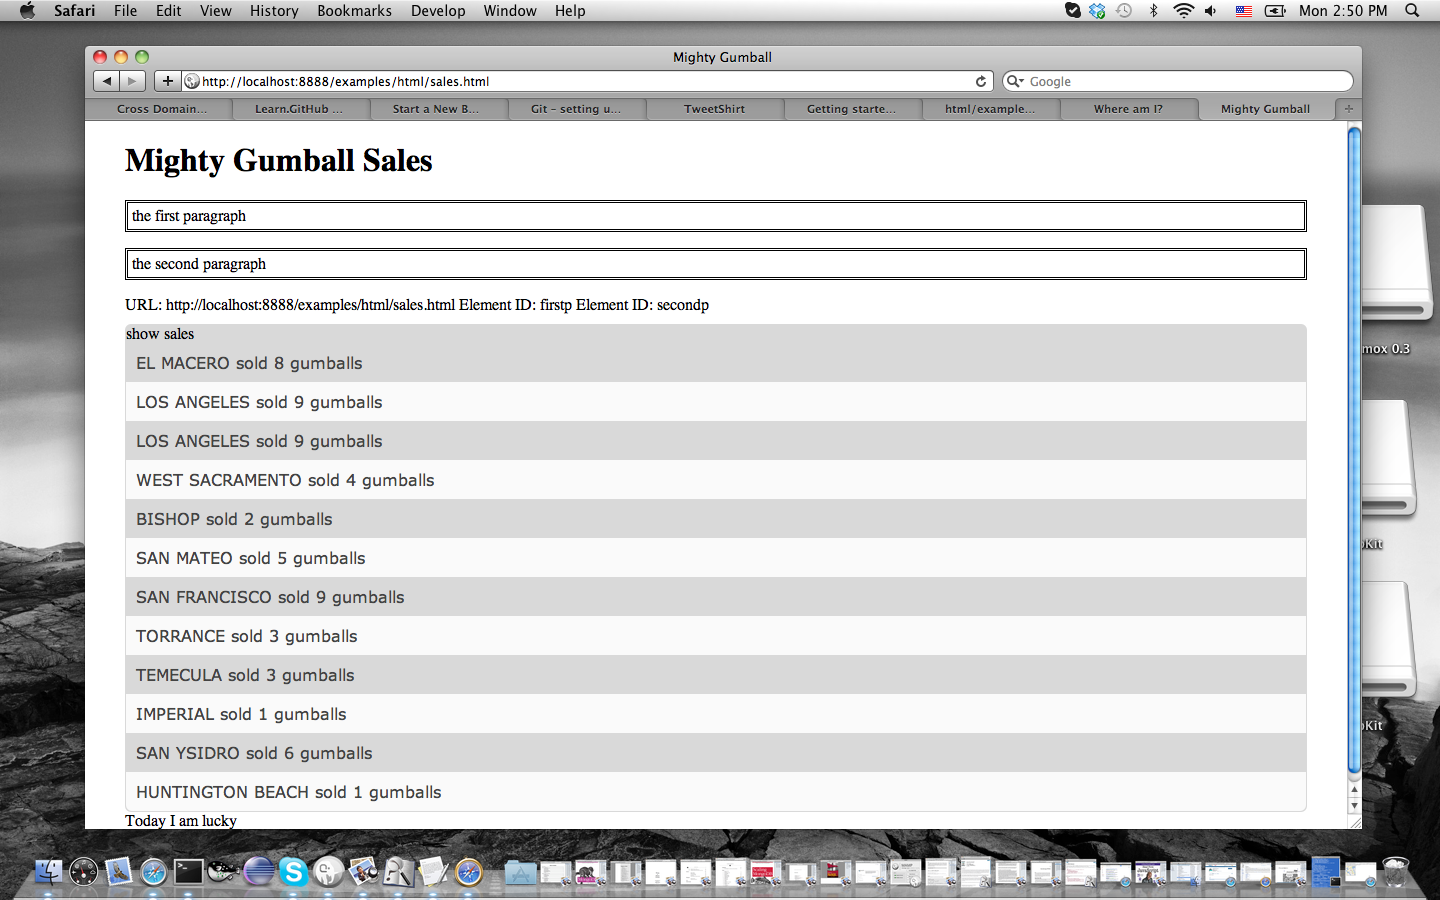 Safari File Edit View History Bookmarks Develop Window Help Mon 2:50 PM
Mighty Gumball
http://localhost:8888/examples/html/sales.html Google
Cross Domain... Learn.GitHub ... Start a New B... Git – setting u... TweetShirt Getting starte... html/example... Where am I? Mighty Gumball
Mighty Gumball Sales
the first paragraph
the second paragraph
URL: http://localhost:8888/examples/html/sales.html Element ID: firstp Element ID: secondp
show sales
mox 0.3
EL MACERO sold 8 gumballs
LOS ANGELES sold 9 gumballs
LOS ANGELES sold 9 gumballs
WEST SACRAMENTO sold 4 gumballs
BISHOP sold 2 gumballs
Kit
SAN MATEO sold 5 gumballs
SAN FRANCISCO sold 9 gumballs
TORRANCE sold 3 gumballs
TEMECULA sold 3 gumballs
IMPERIAL sold 1 gumballs
Kit
SAN YSIDRO sold 6 gumballs
HUNTINGTON BEACH sold 1 gumballs
Today I am lucky